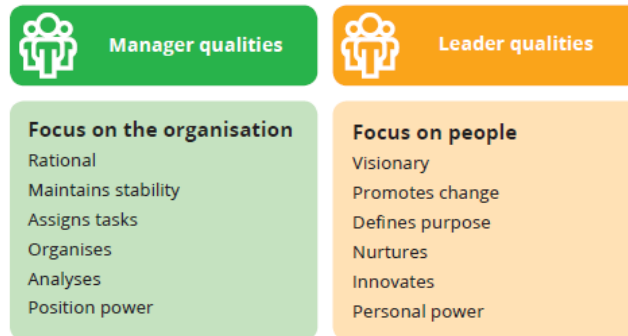 Manager qualities
Focus on the organisation
Rational
Maintains stability
Assigns tasks
Organises
Analyses
Position power
Leader qualities
Focus on people
Visionary
Promotes change
Defines purpose
Nurtures
Innovates
Personal power